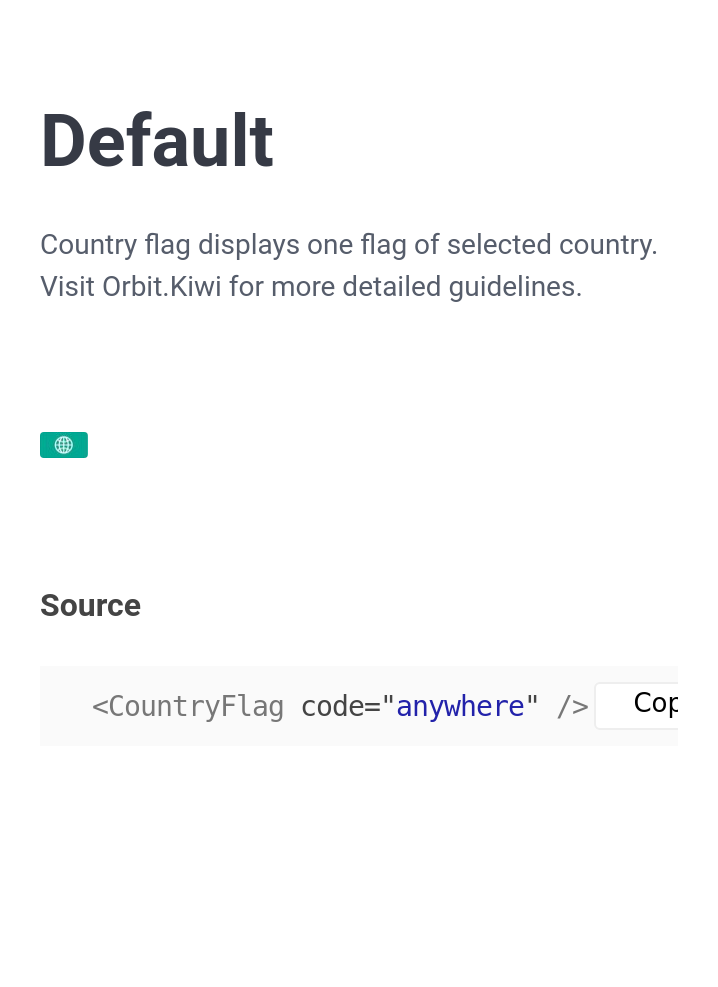 Default
Country flag displays one flag of selected country.
Visit Orbit.Kiwi for more detailed guidelines.
Source
<CountryFlag code="anywhere" /> Cop